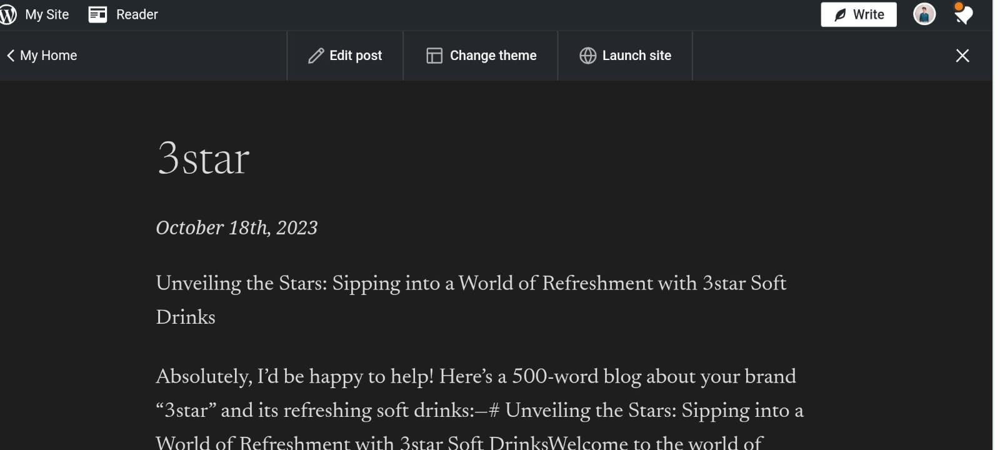 My Site Reader Write
My Home Edit post Change theme Launch site
3star
October 18th, 2023
Unveiling the Stars: Sipping into a World of Refreshment with 3star Soft
Drinks
Absolutely, I’d be happy to help! Here’s a 500-word blog about your brand
“3star” and its refreshing soft drinks:—# Unveiling the Stars: Sipping into a
World of Refreshment with 3star Soft DrinksWelcome to the world of